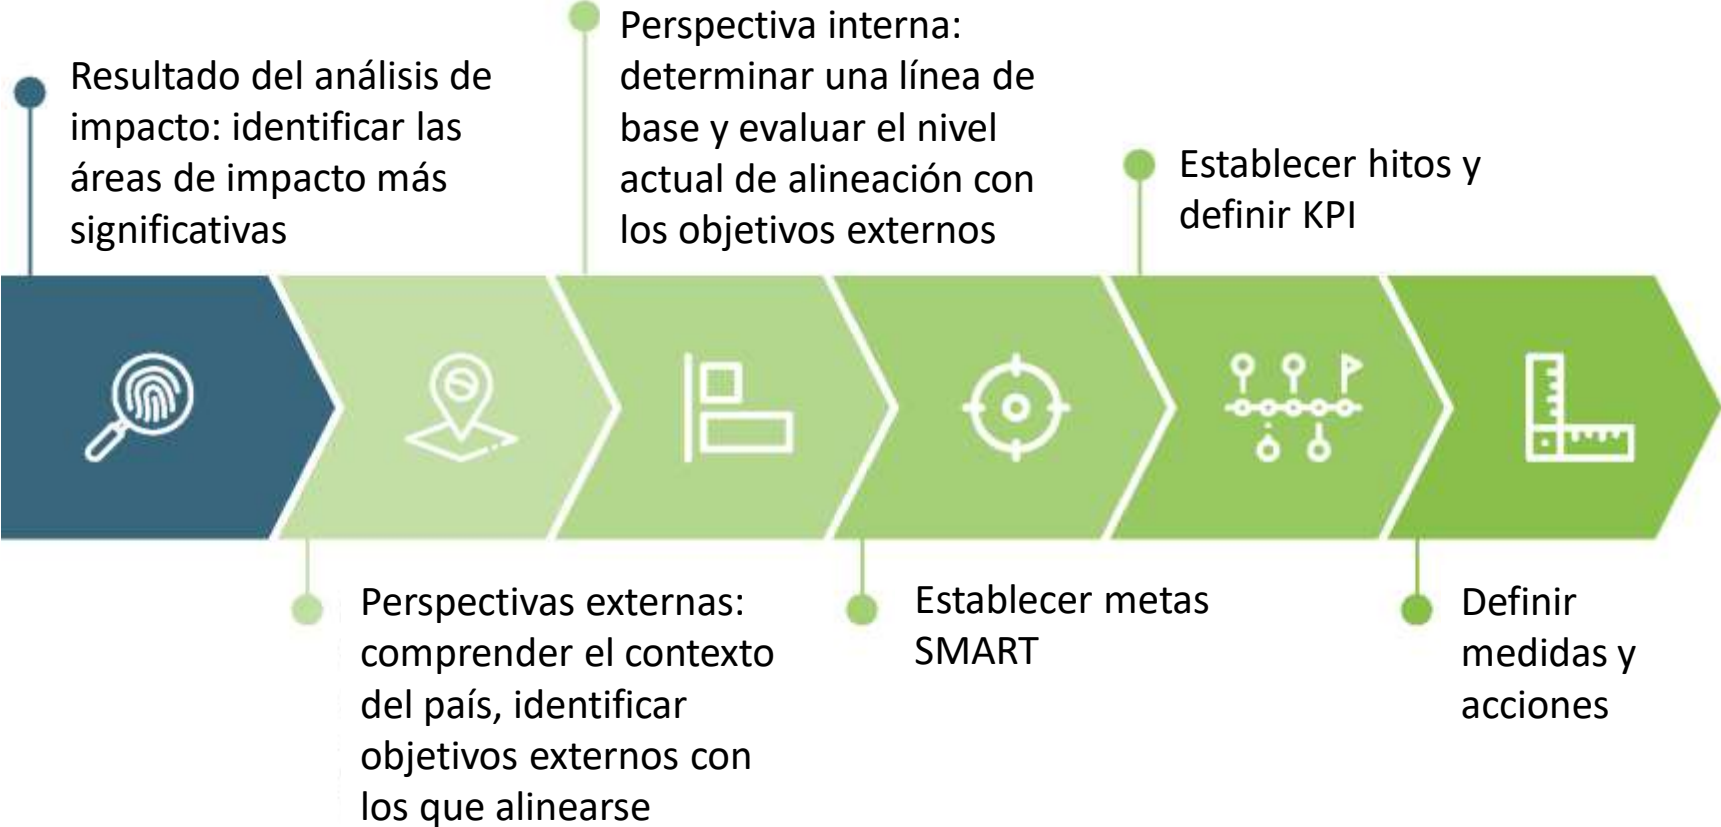 Resultado del análisis de
impacto: identificar las
áreas de impacto más
significativas
Perspectivas externas:
comprender el contexto
del país, identificar
objetivos externos con
los que alinearse
Perspectiva interna:
determinar una línea de
base y evaluar el nivel
actual de alineación con
los objetivos externos
Establecer metas
SMART
Establecer hitos y
definir KPI
Definir
medidas y
acciones